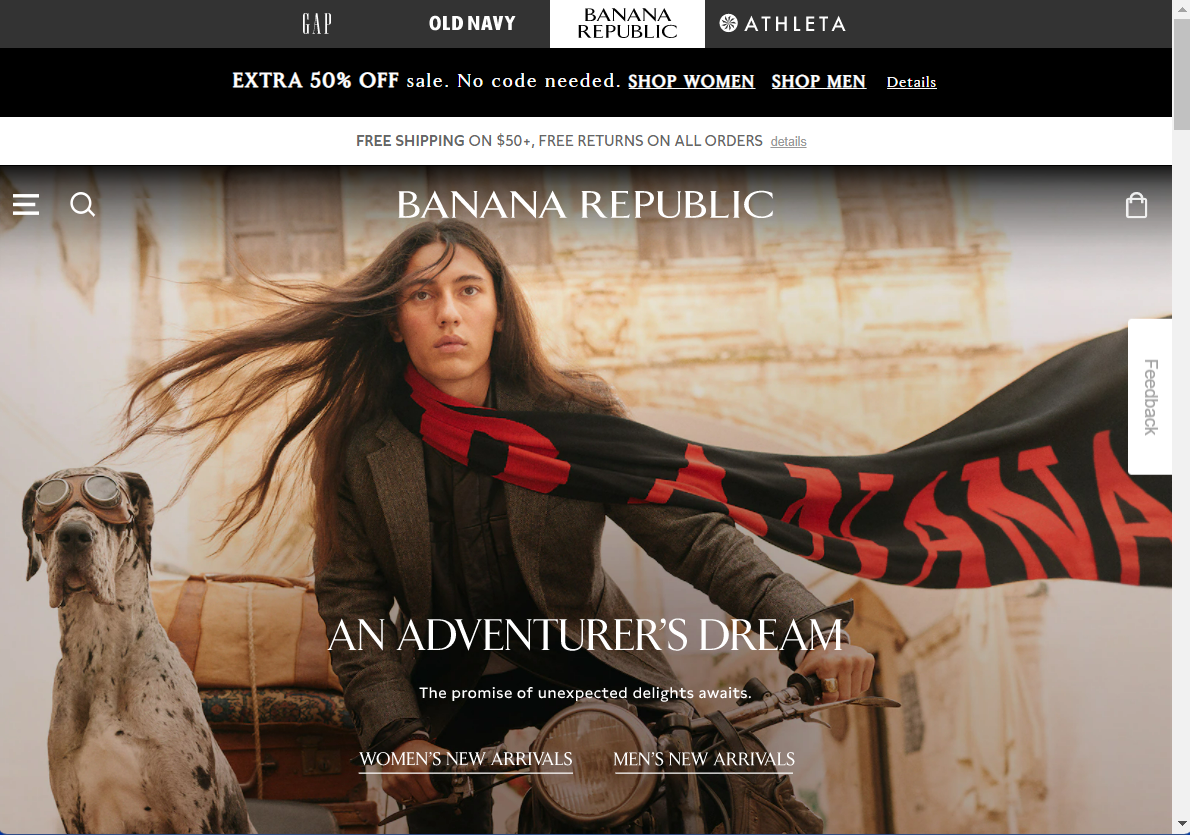 GAP
OLD NAVY
BANANA
REPUBLIC
ATHLETA
EXTRA 50% OFF sale. No code needed. SHOP WOMEN SHOP MEN Details
FREE SHIPPING ON $50+, FREE RETURNS ON ALL ORDERS details
BANANA REPUBLIC
Feedback
BANANA
AN ADVENTURER'S DREAM
The promise of unexpected delights awaits.
WOMEN'S NEW ARRIVALS MEN'S NEW ARRIVALS